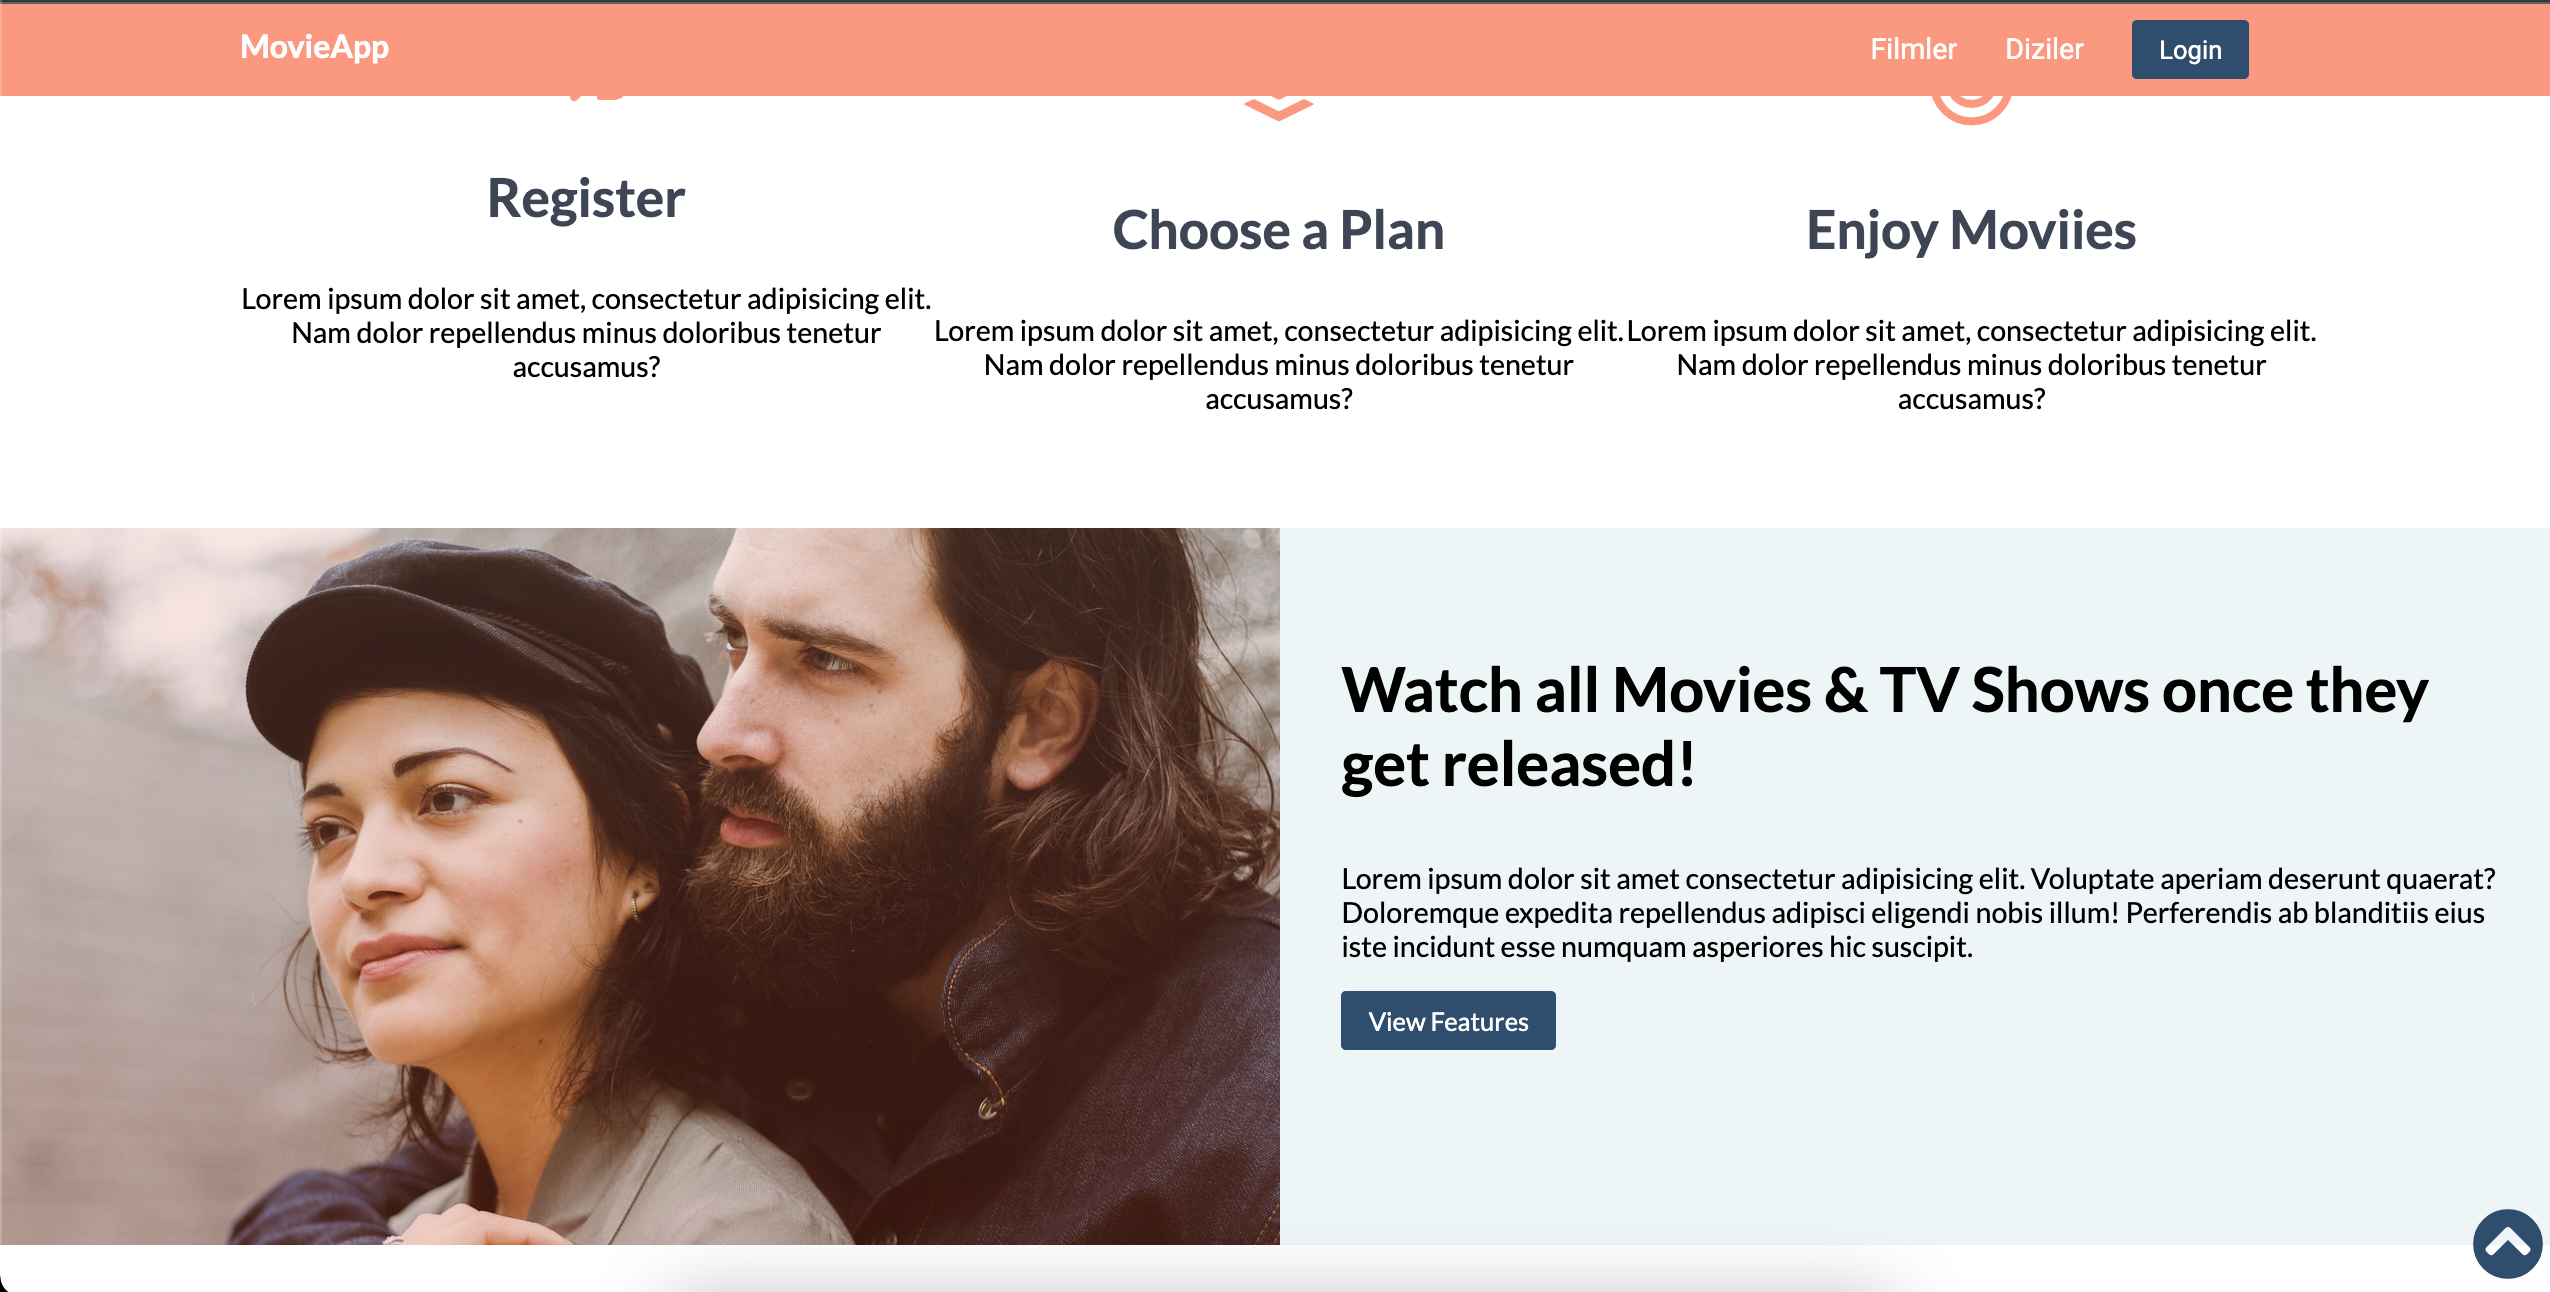 MovieApp
Filmler
Diziler
Login
Register
Lorem ipsum dolor sit amet, consectetur adipisicing elit.
Nam dolor repellendus minus doloribus tenetur
accusamus?
Choose a Plan
Lorem ipsum dolor sit amet, consectetur adipisicing elit.
Nam dolor repellendus minus doloribus tenetur
accusamus?
Enjoy Moviies
Lorem ipsum dolor sit amet, consectetur adipisicing elit.
Nam dolor repellendus minus doloribus tenetur
accusamus?
Watch all Movies & TV Shows once they
get released!
Lorem ipsum dolor sit amet consectetur adipisicing elit. Voluptate aperiam deserunt quaerat?
Doloremque expedita repellendus adipisci eligendi nobis illum! Perferendis ab blanditiis eius
iste incidunt esse numquam asperiores hic suscipit.
View Features